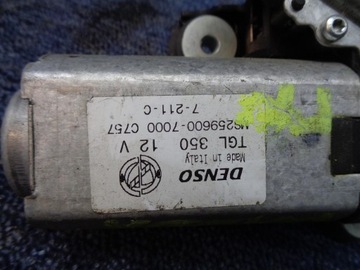 DENSO
Made in Italy
TGL 350 12 V
MS259600-7000 C757
7-211-C